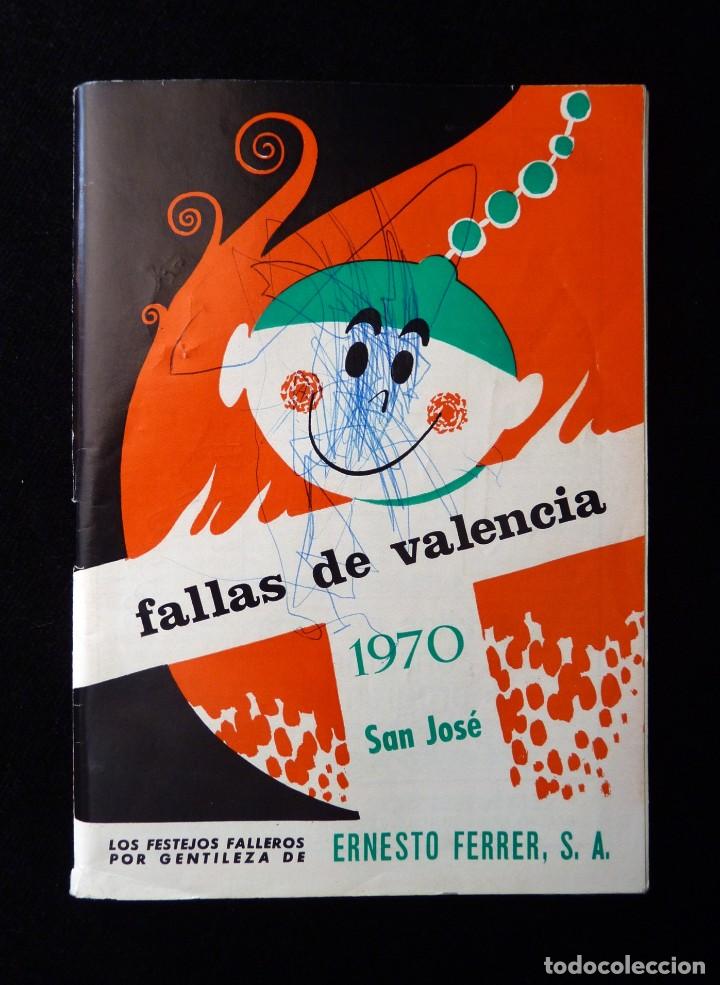 fallas de valencia
1970
San José
LOS FESTEJOS FALLEROS
POR GENTILEZA DE
ERNESTO FERRER, S. A.
todocoleccion